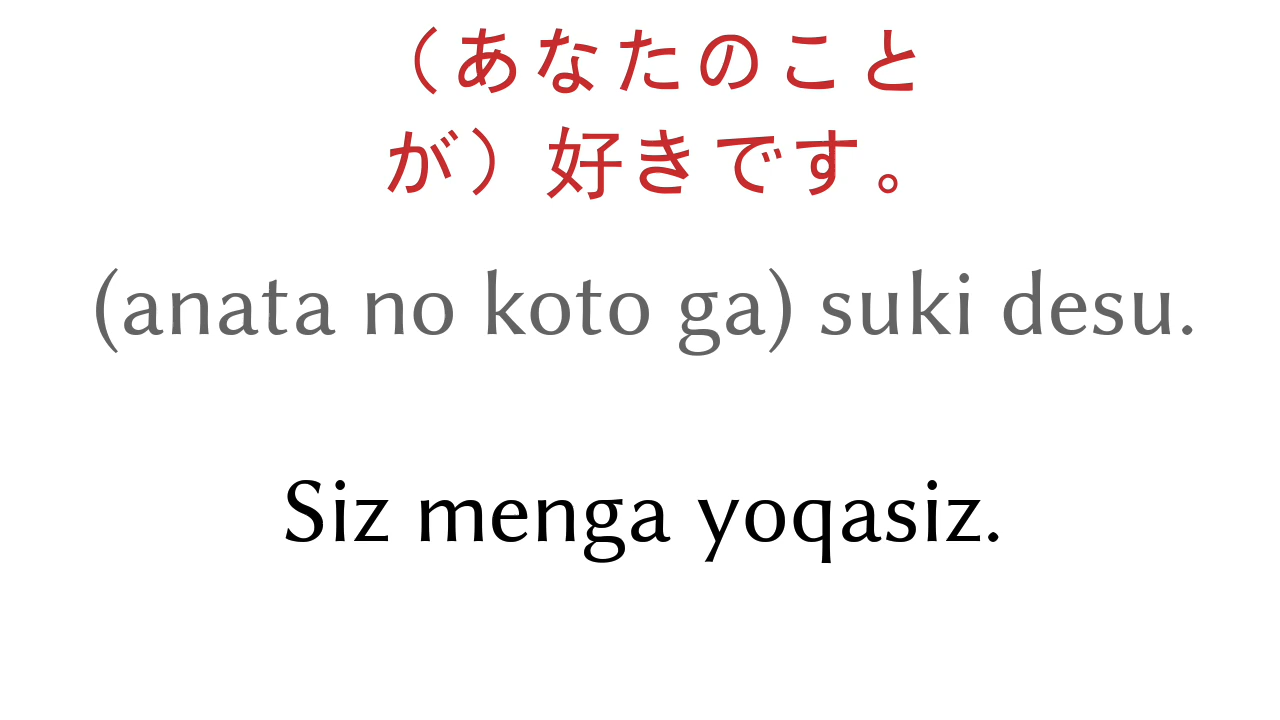 （あなたのこと
が）好きです。
(anata no koto ga) suki desu.
Siz menga yoqasiz.